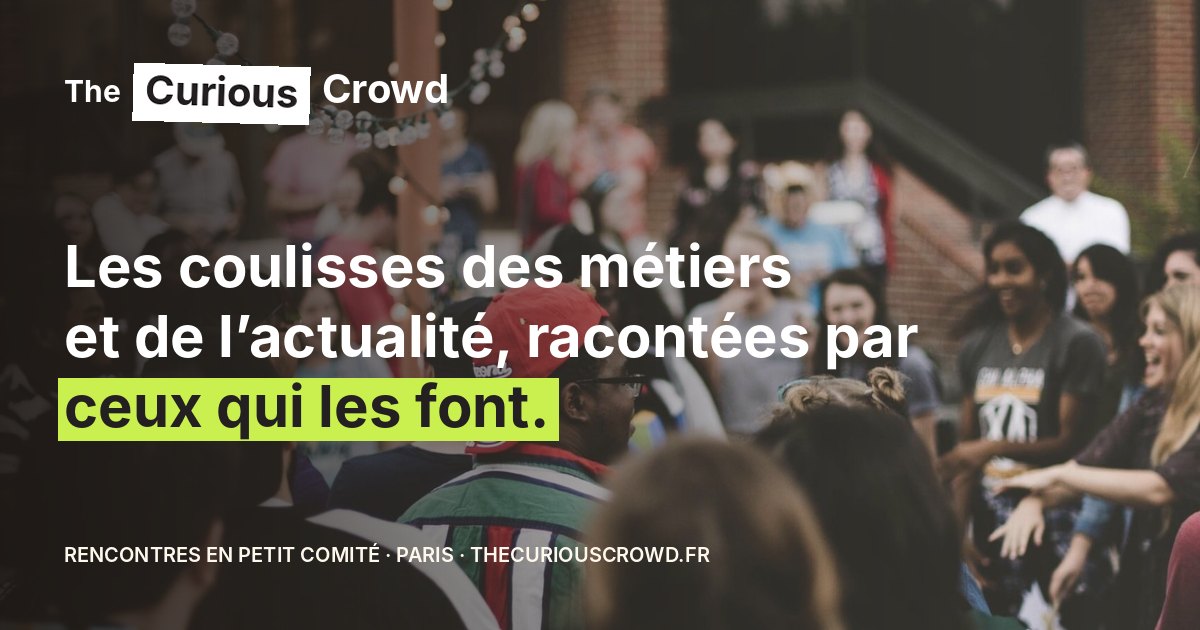 The Curious Crowd
Les coulisses des métiers
et de l’actualité, racontées par
ceux qui les font.
RENCONTRES EN PETIT COMITÉ · PARIS · THECURIOUSCROWD.FR